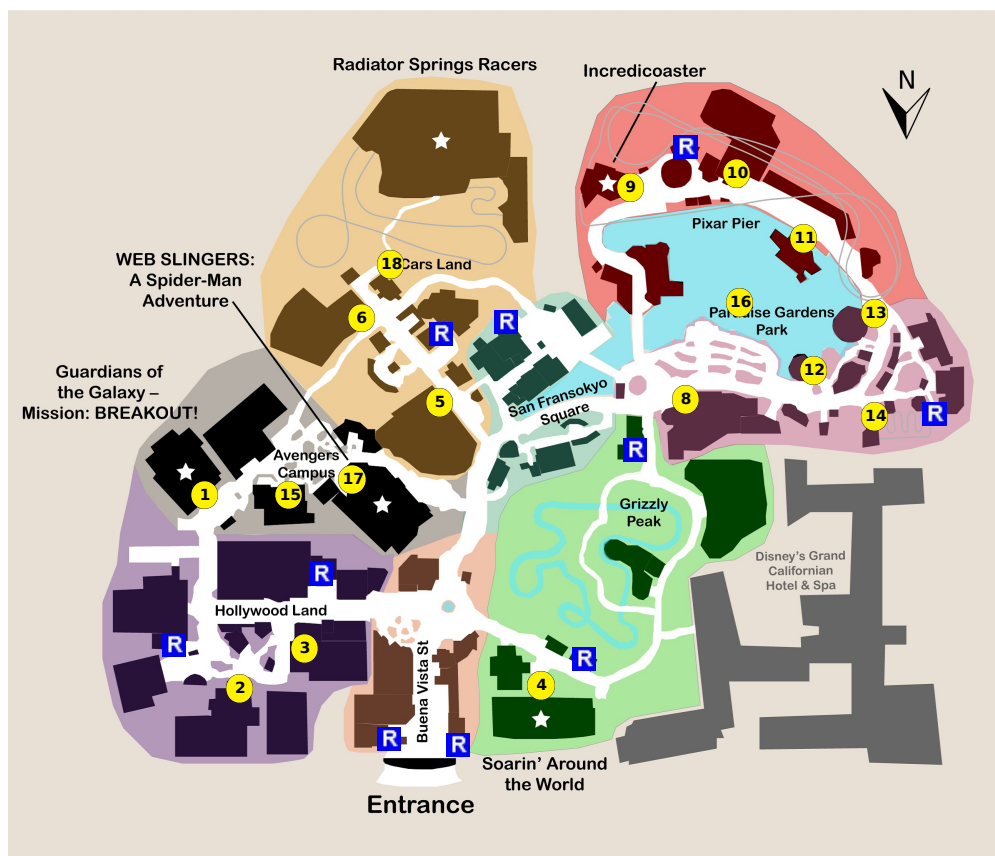 Radiator Springs Racers
Incredicoaster
N
R
10
9
Pixar Pier
11
WEB SLINGERS:
A Spider-Man
Adventure
18
Cars Land
16
Paradise Gardens
Park
13
6
R
R
Guardians of
the Galaxy –
Mission: BREAKOUT!
12
5
San Fransokyo
Square
8
14
R
R
Avengers
Campus
17
1
15
Grizzly
Peak
Disney's Grand
Californian
Hotel & Spa
R
Hollywood Land
R
3
Buena Vista St
R
2
4
R
R
Soarin' Around
the World
Entrance